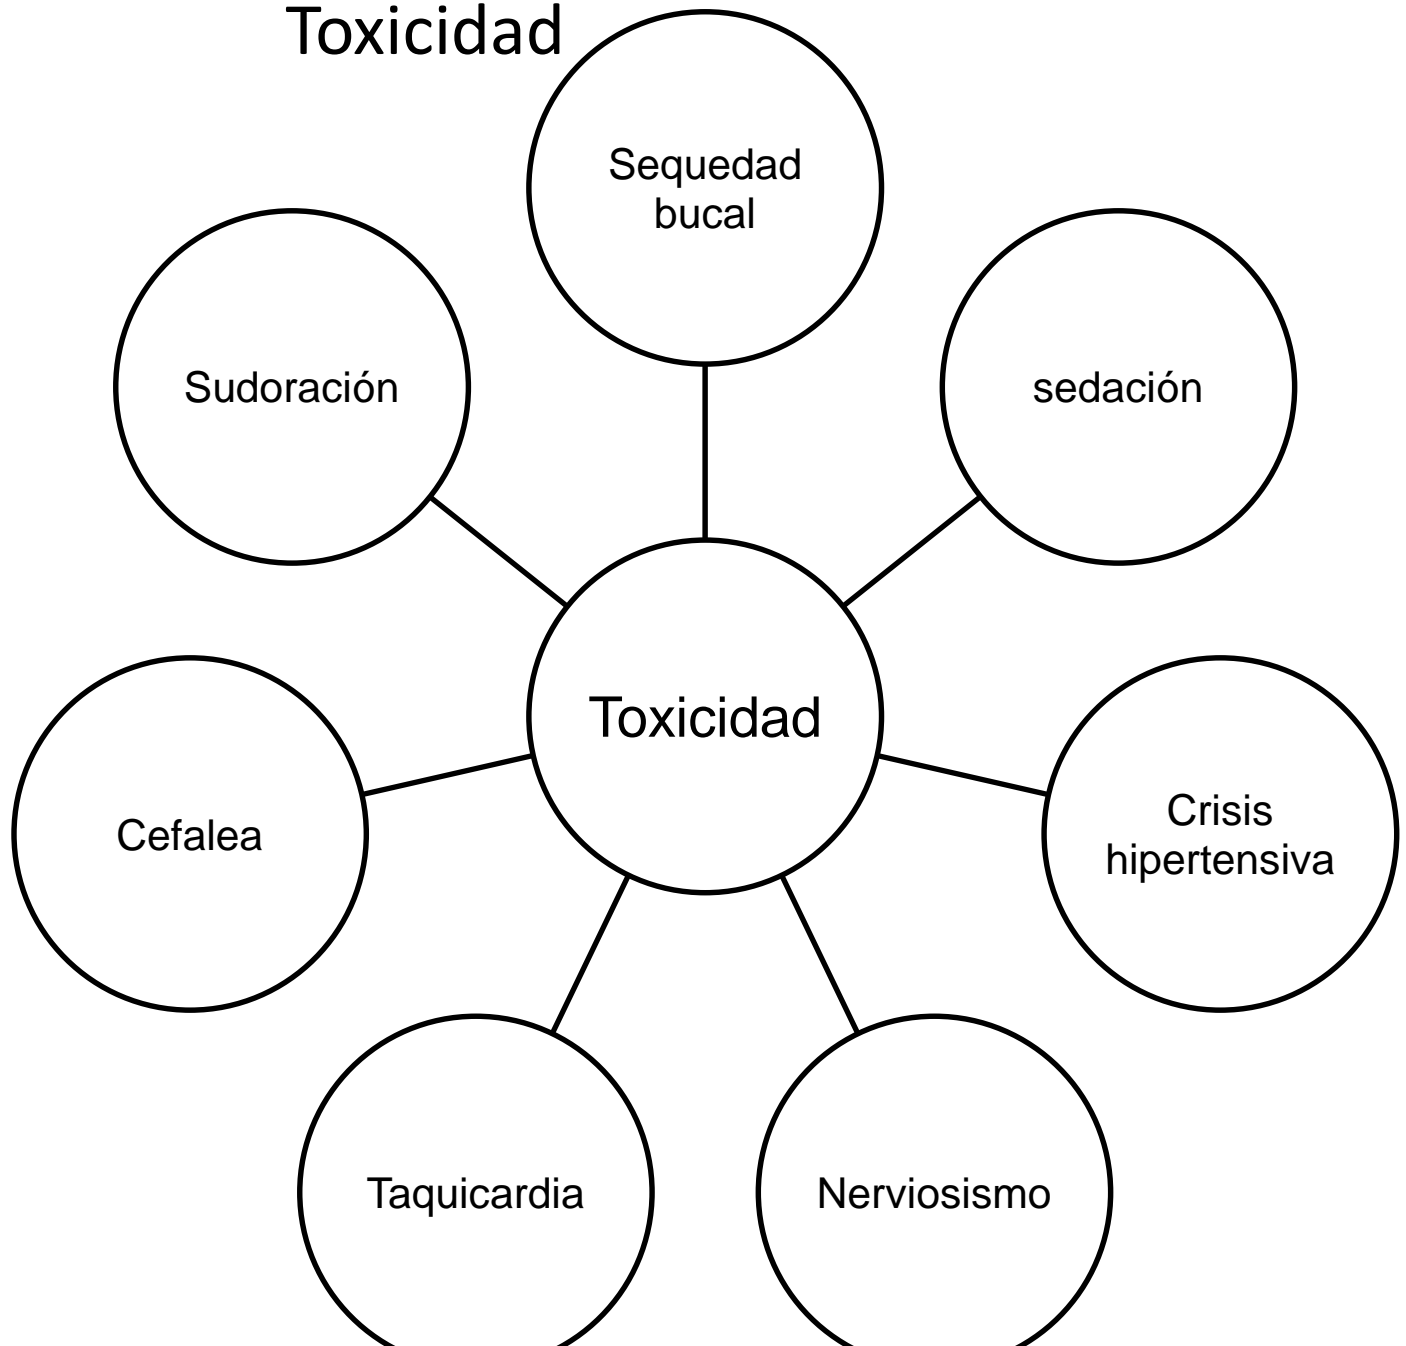 Toxicidad
Sequedad
bucal
Sudoración
sedación
Toxicidad
Cefalea
Crisis
hipertensiva
Taquicardia
Nerviosismo